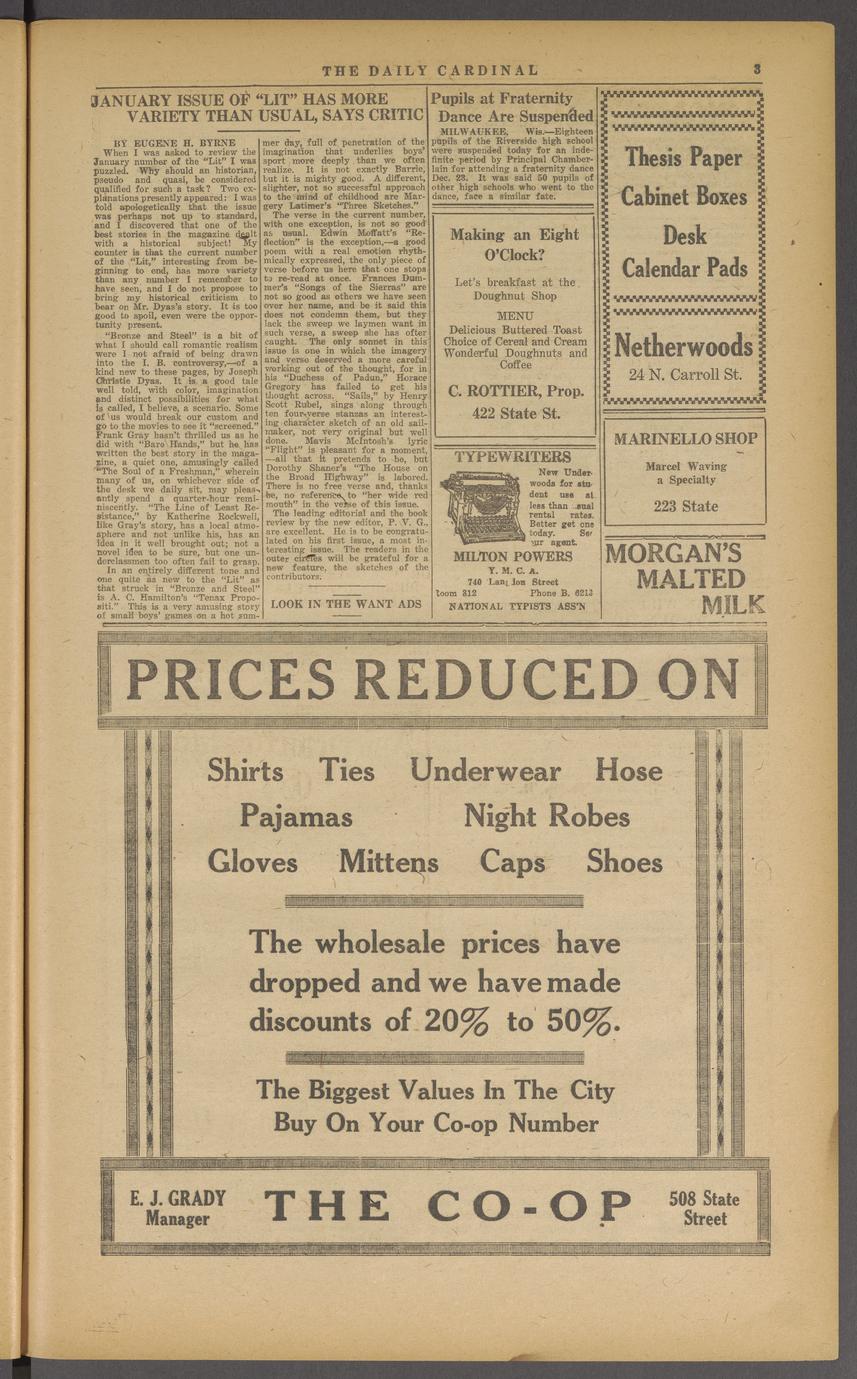 THE DAILY CARDINAL
3
JANUARY ISSUE OF "LIT" HAS MORE
VARIETY THAN USUAL, SAYS CRITIC
BY EUGENE H. BYRNE
When I was asked to review the
January number of the "Lit" I was
puzzled. Why should an historian,
pseudo and quasi, be considered
qualified for such a task? Two ex-
planations presently appeared: I was
told apologetically that the issue
was perhaps not up to standard,
and I discovered that one of the
best stories in the magazine dealt
with a historical subject! My
counter is that the current number
of the "Lit," interesting from be-
ginning to end, has more variety
than any number I remember to
have seen, and I do not propose to
bring my historical criticism to
bear on Mr. Dyas's story. It is too
good to spoil, even were the oppor-
tunity present.
"Bronze and Steel" is a bit of
what I should call romantic realism
were I not afraid of being drawn
into the I. B. controversy,—of a
kind new to these pages, by Joseph
Christie Dyas. It is a good tale
well told, with color, imagination
and distinct possibilities for what
is called, I believe, a scenario. Some
of us would break our custom and
go to the movies to see it "screened."
Frank Gray hasn't thrilled us as he
did with "Bare Hands," but he has
written the best story in the maga-
zine, a quiet one, amusingly called
"The Soul of a Freshman," wherein
many of us, on whichever side of
the desk we daily sit, may pleas-
antly spend a quarter-hour remi-
niscently. "The Line of Least Re-
sistance," by Katherine Rockwell,
like Gray's story, has a local atmo-
sphere and not unlike his, has an
idea in it well brought out; not a
novel idea to be sure, but one un-
derclassmen too often fail to grasp.
In an entirely different tone and
one quite as new to the "Lit" as
that struck in "Bronze and Steel"
is A. C. Hamilton's "Tenax Propo-
siti." This is a very amusing story
of small boys' games on a hot sum-
mer day, full of penetration of the
imagination that underlies boys'
sport more deeply than we often
realize. It is not exactly Barrie,
but it is mighty good. A different,
slighter, not so successful approach
to the mind of childhood are Mar-
gery Latimer's "Three Sketches."
The verse in the current number,
with one exception, is not so good
as usual. Edwin Moffatt's "Re-
flection" is the exception,—a good
poem with a real emotion rhyth-
mically expressed, the only piece of
verse before us here that one stops
to re-read at once. Frances Dum-
mer's "Songs of the Sierras" are
not so good as others we have seen
over her name, and be it said this
does not condemn them, but they
lack the sweep we laymen want in
such verse, a sweep she has ofter
caught. The only sonnet in this
issue is one in which the imagery
and verse deserved a more careful
working out of the thought, for in
his "Duchess of Padua," Horace
Gregory has failed to get his
thought across. "Sails," by Henry
Scott Rubel, sings along through
ten four-verse stanzas an interest-
ing character sketch of an old sail-
maker, not very original but well
done. Mavis McIntosh's lyric
"Flight" is pleasant for a moment,
—all that it pretends to be, but
Dorothy Shaner's "The House on
the Broad Highway" is labored.
There is no free verse and, thanks
be, no reference to "her wide red
mouth" in the verse of this issue.
The leading editorial and the book
review by the new editor, P. V. G.,
are excellent. He is to be congratu-
lated on his first issue, a most in-
teresting issue. The readers in the
outer circles will be grateful for a
new feature, the sketches of the
contributors.
LOOK IN THE WANT ADS
Pupils at Fraternity
Dance Are Suspended
MILWAUKEE, Wis.—Eighteen
pupils of the Riverside high school
were suspended today for an inde-
finite period by Principal Chamber-
lain for attending a fraternity dance
Dec. 23. It was said 50 pupils of
other high schools who went to the
dance, face a similar fate.
Making an Eight
O'Clock?
Let's breakfast at the
Doughnut Shop
MENU
Delicious Buttered Toast
Choice of Cereal and Cream
Wonderful Doughnuts and
Coffee
C. ROTTIER, Prop.
422 State St.
TYPEWRITERS
New Under-
woods for stu-
dent use at
less than
rental rates.
Better get one
today.
agent.
MILTON POWERS
Y. M. C. A.
740 Street
312 Phone B. 6213
NATIONAL TYPISTS ASS'N
Thesis Paper
Cabinet Boxes
Desk
Calendar Pads
Netherwoods
24 N. Carroll St.
MARINELLO SHOP
Marcel Waving
a Specialty
223 State
MORGAN'S
MALTED
MILK
PRICES REDUCED ON
Shirts Ties Underwear Hose
Pajamas Night Robes
Gloves Mittens Caps Shoes
The wholesale prices have
dropped and we have made
discounts of 20% to 50%.
The Biggest Values In The City
Buy On Your Co-op Number
E. J. GRADY
Manager
THE CO-OP
508 State
Street